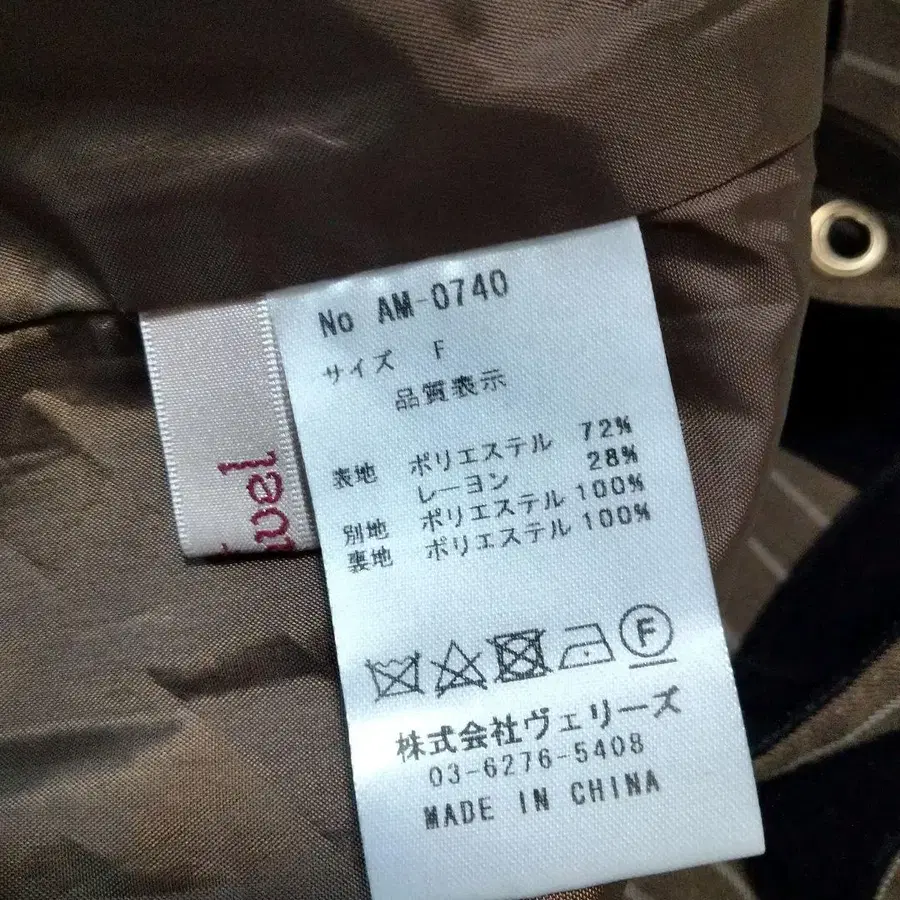 No AM-0740
サイズ F
品質表示
表地 ポリエステル 72%
レーヨン 28%
別地 ポリエステル 100%
裏地 ポリエステル 100%
F
株式会社ヴェリーズ
03-6276-5408
MADE IN CHINA